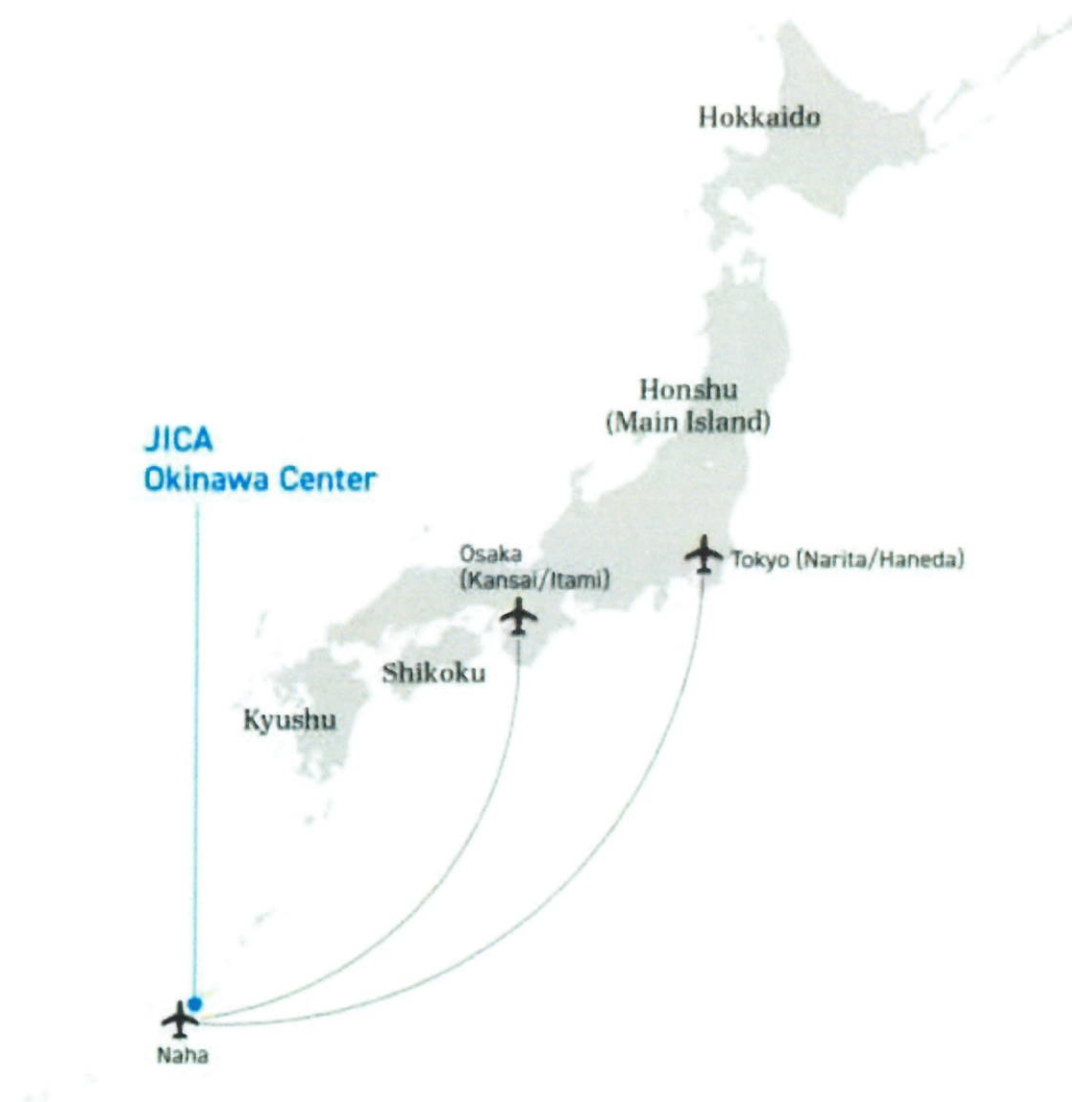 Hokkaido
Honshu
(Main Island)
JICA
Okinawa Center
Osaka
(Kansai/Itami)
Tokyo (Narita/Haneda)
Shikoku
Kyushu
Naha